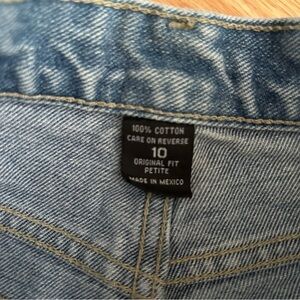 100% COTTON
CARE ON REVERSE
10
ORIGINAL FIT
PETITE
MADE IN MEXICO